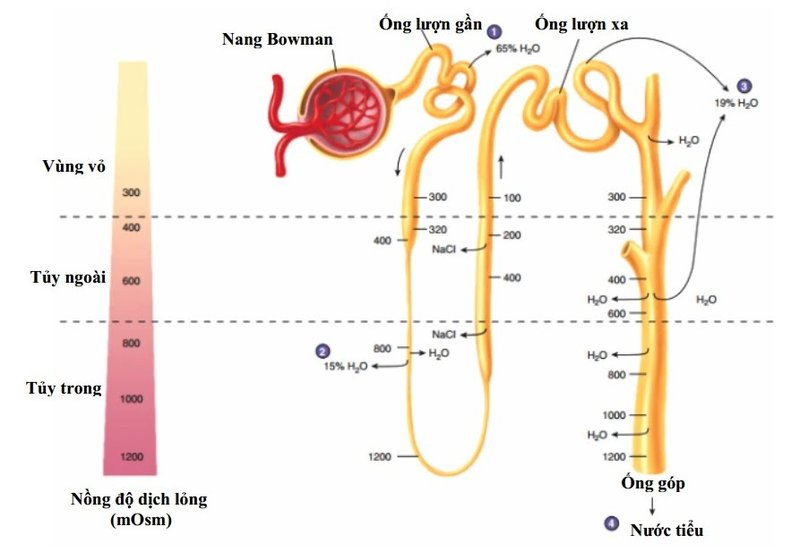 Ống lượn gần
1
65% H₂O
Ống lượn xa
Nang Bowman
3
19% H₂O
H₂O
Vùng vỏ
300
300
100
300
400
400
320
200
320
NaCl
Tủy ngoài
600
400
400
H₂O
H₂O
600
NaCl
800
2
800
H₂O
15% H₂O
H₂O
800
Tủy trong
1000
1000
H₂O
1200
1200
1200
Nồng độ dịch lỏng
(mOsm)
Ống góp
4
Nước tiểu